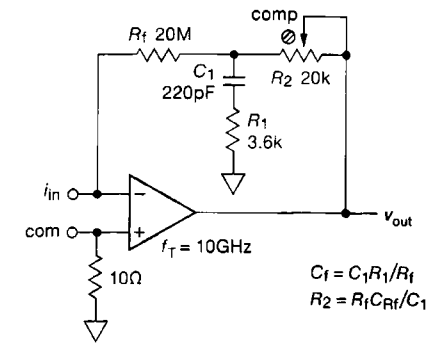 comp
Rf 20M
C1
220pF
R2 20k
R1
3.6k
iin
−
com
+
fT = 10GHz
vout
10Ω
Cf = C1R1/Rf
R2 = RfCRf/C1